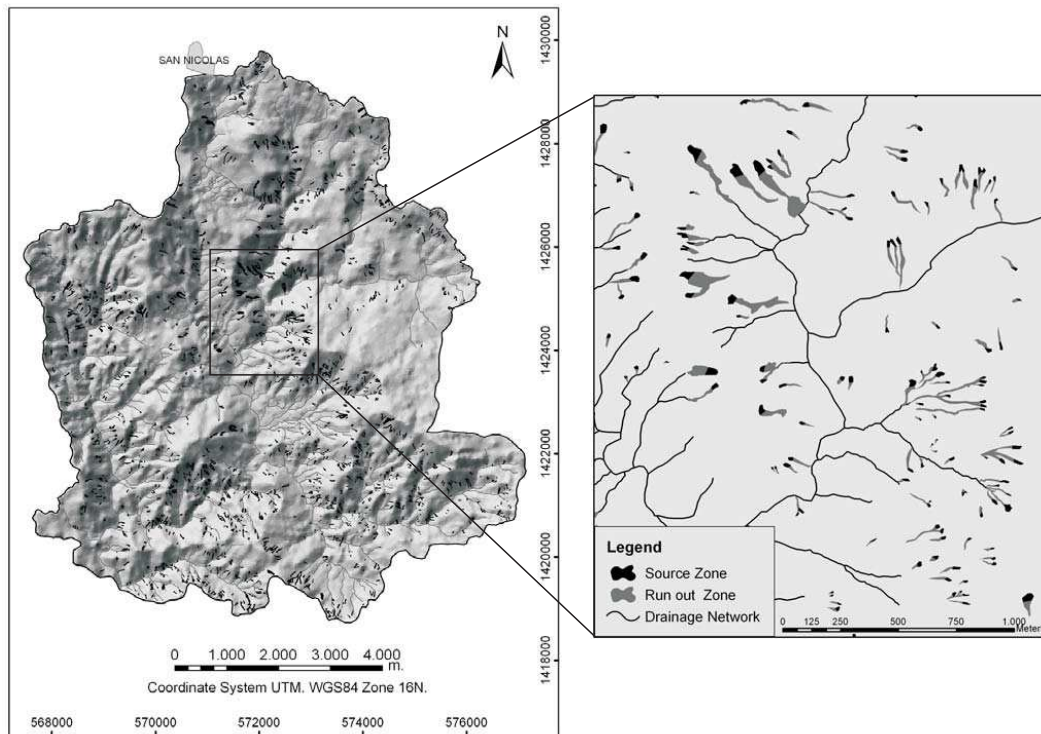 SAN NICOLAS
N
1430000
1428000
1426000
1424000
1422000
1420000
1418000
0 1.000 2.000 3.000 4.000
m.
Coordinate System UTM. WGS84 Zone 16N.
568000 570000 572000 574000 576000
Legend
Source Zone
Run out Zone
Drainage Network
0 125 250 500 750 1.000
Meter